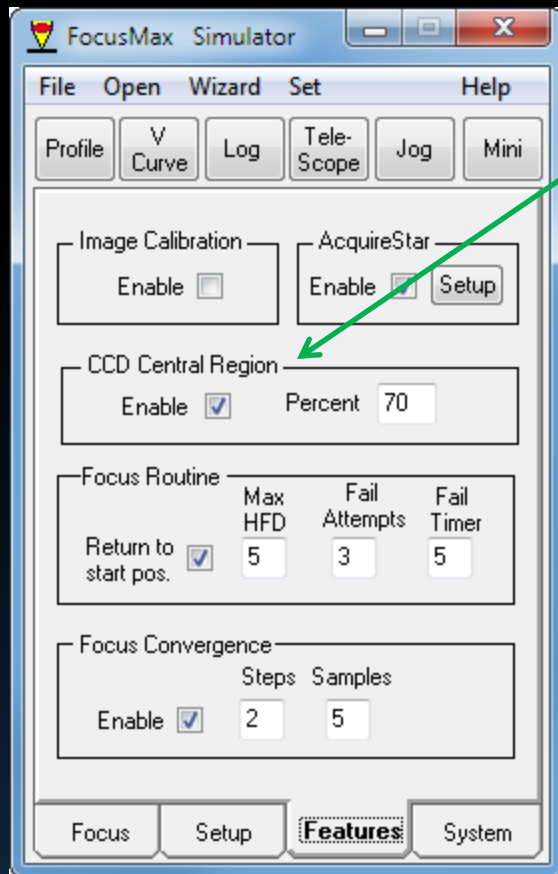 FocusMax Simulator
File Open Wizard Set Help
Profile V Curve Log Tele-Scope Jog Mini
Image Calibration AcquireStar
Enable Enable Setup
CCD Central Region
Enable Percent 70
Focus Routine
Max HFD Fail Attempts Fail Timer
Return to start pos. 5 3 5
Focus Convergence
Steps Samples
Enable 2 5
Focus Setup Features System